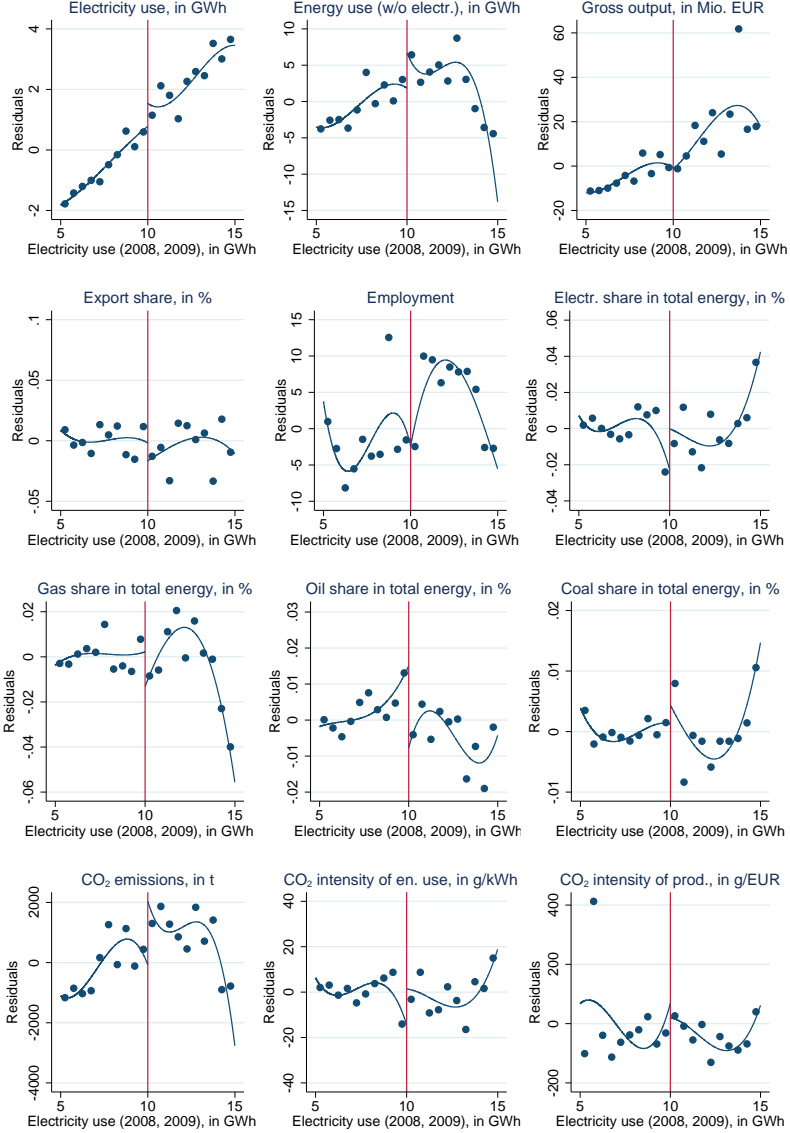 Electricity use, in GWh
Residuals
4
2
0
-2
5 10 15
Electricity use (2008, 2009), in GWh
Energy use (w/o electr.), in GWh
Residuals
10
5
0
-5
-10
-15
5 10 15
Electricity use (2008, 2009), in GWh
Gross output, in Mio. EUR
Residuals
60
40
20
0
-20
5 10 15
Electricity use (2008, 2009), in GWh
Export share, in %
Residuals
.1
.05
0
-.05
5 10 15
Electricity use (2008, 2009), in GWh
Employment
Residuals
15
10
5
0
-5
-10
5 10 15
Electricity use (2008, 2009), in GWh
Electr. share in total energy, in %
Residuals
.06
.04
.02
0
-.02
-.04
5 10 15
Electricity use (2008, 2009), in GWh
Gas share in total energy, in %
Residuals
.02
0
-.02
-.04
-.06
5 10 15
Electricity use (2008, 2009), in GWh
Oil share in total energy, in %
Residuals
.03
.02
.01
0
-.01
-.02
5 10 15
Electricity use (2008, 2009), in GWh
Coal share in total energy, in %
Residuals
.02
.01
0
-.01
5 10 15
Electricity use (2008, 2009), in GWh
CO₂ emissions, in t
Residuals
2000
0
-2000
-4000
5 10 15
Electricity use (2008, 2009), in GWh
CO₂ intensity of en. use, in g/kWh
Residuals
40
20
0
-20
-40
5 10 15
Electricity use (2008, 2009), in GWh
CO₂ intensity of prod., in g/EUR
Residuals
400
200
0
-200
5 10 15
Electricity use (2008, 2009), in GWh